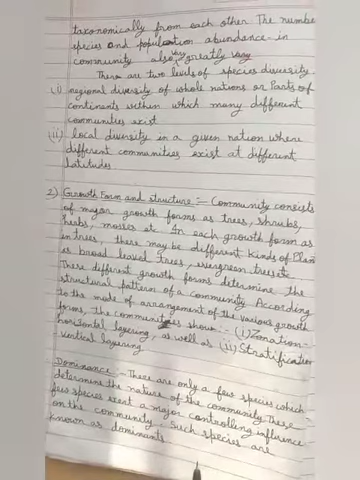 taxonomically from each other The numbe
species and population abundance in
community also vary greatly vary
There are two levels of species diversity
(i) regional diversity of whole nations or Parts of
continants within which many different
communities exist
(ii) local diversity in a given nation where
different communities exist at different
latitudes
2) Growth Form and structure :- Community consists
of major growth forms as trees, shrubs,
herbs, mosses etc In each growth form as
in trees, there may be different kinds of Plan
is broad leaved trees, evergreen trees etc
These different growth forms determine the
structural pattern of a community. According
to the mode of arrangement of the various growth
forms, the communities show :- (i) Zonation-
horizontal layering, as well as (ii) Stratification
vertical layering
Dominance - There are only a few species which
determine the nature of the community. These
few species exert a major controlling influence
on the community. Such species are
known as dominants